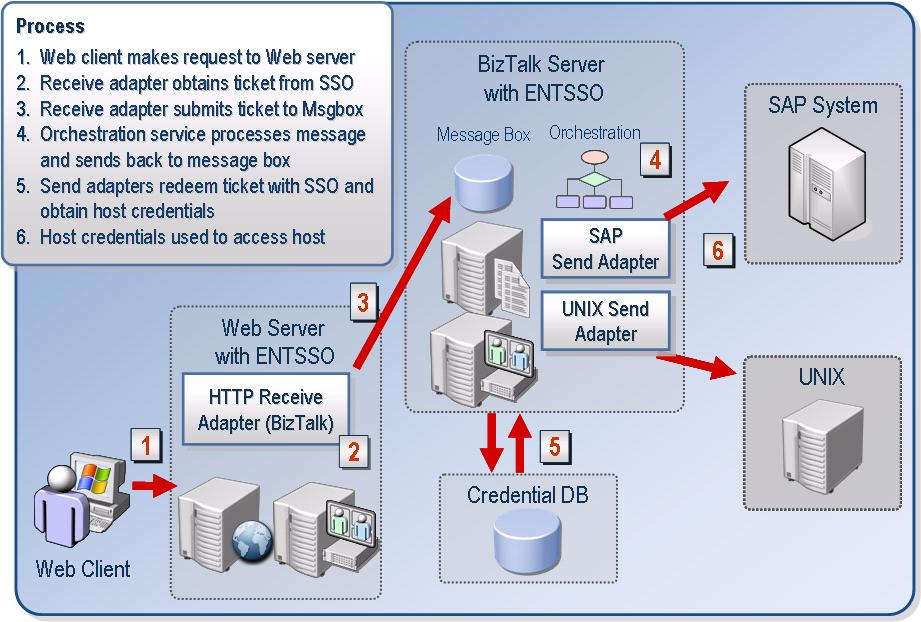 Process
1. Web client makes request to Web server
2. Receive adapter obtains ticket from SSO
3. Receive adapter submits ticket to Msgbox
4. Orchestration service processes message
and sends back to message box
5. Send adapters redeem ticket with SSO and
obtain host credentials
6. Host credentials used to access host
BizTalk Server
with ENTSSO
Message Box
Orchestration
4
SAP System
SAP
Send Adapter
6
UNIX Send
Adapter
3
Web Server
with ENTSSO
HTTP Receive
Adapter (BizTalk)
UNIX
1
2
5
Credential DB
Web Client